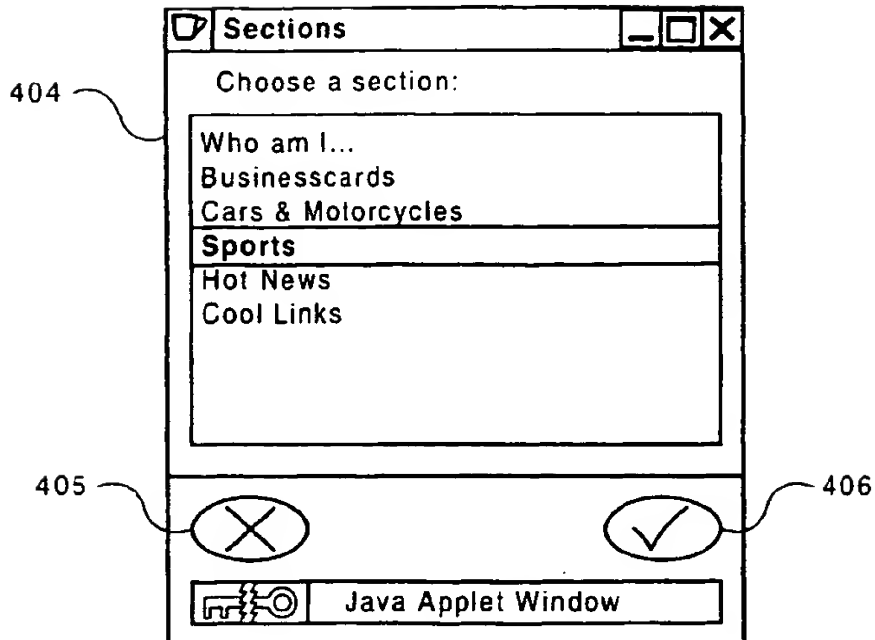 Sections
404
Choose a section:
Who am I...
Businesscards
Cars & Motorcycles
Sports
Hot News
Cool Links
405
406
Java Applet Window